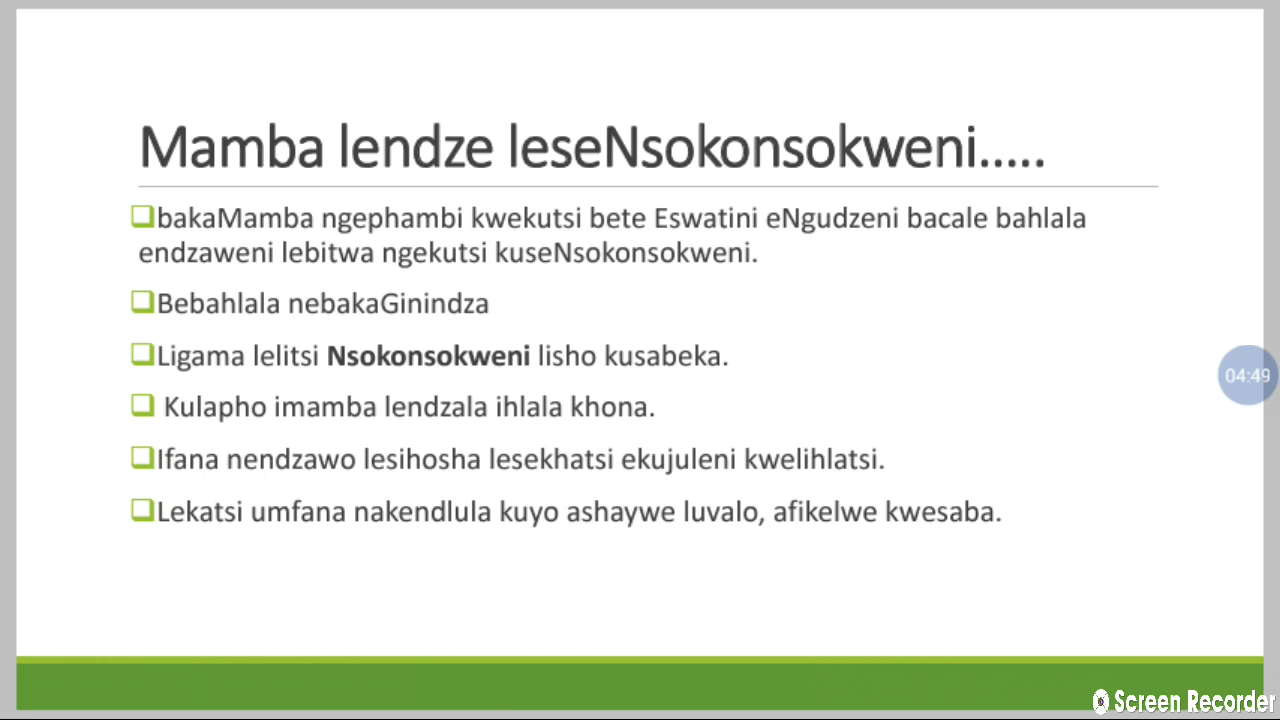 Mamba lendze leseNsokonsokweni.....
bakaMamba ngephambi kwekutsi bete Eswatini eNgudzeni bacale bahlala
endzaweni lebitwa ngekutsi kuseNsokonsokweni.
Bebahlala nebakaGinindza
Ligama lelitsi Nsokonsokweni lisho kusabeka.
Kulapho imamba lendzala ihlala khona.
Ifana nendzawo lesihosha lesekhatsi ekujuleni kwelihlatsi.
Lekatsi umfana nakendlula kuyo ashaywe luvalo, afikelwe kwesaba.
04:49
Screen Recorder